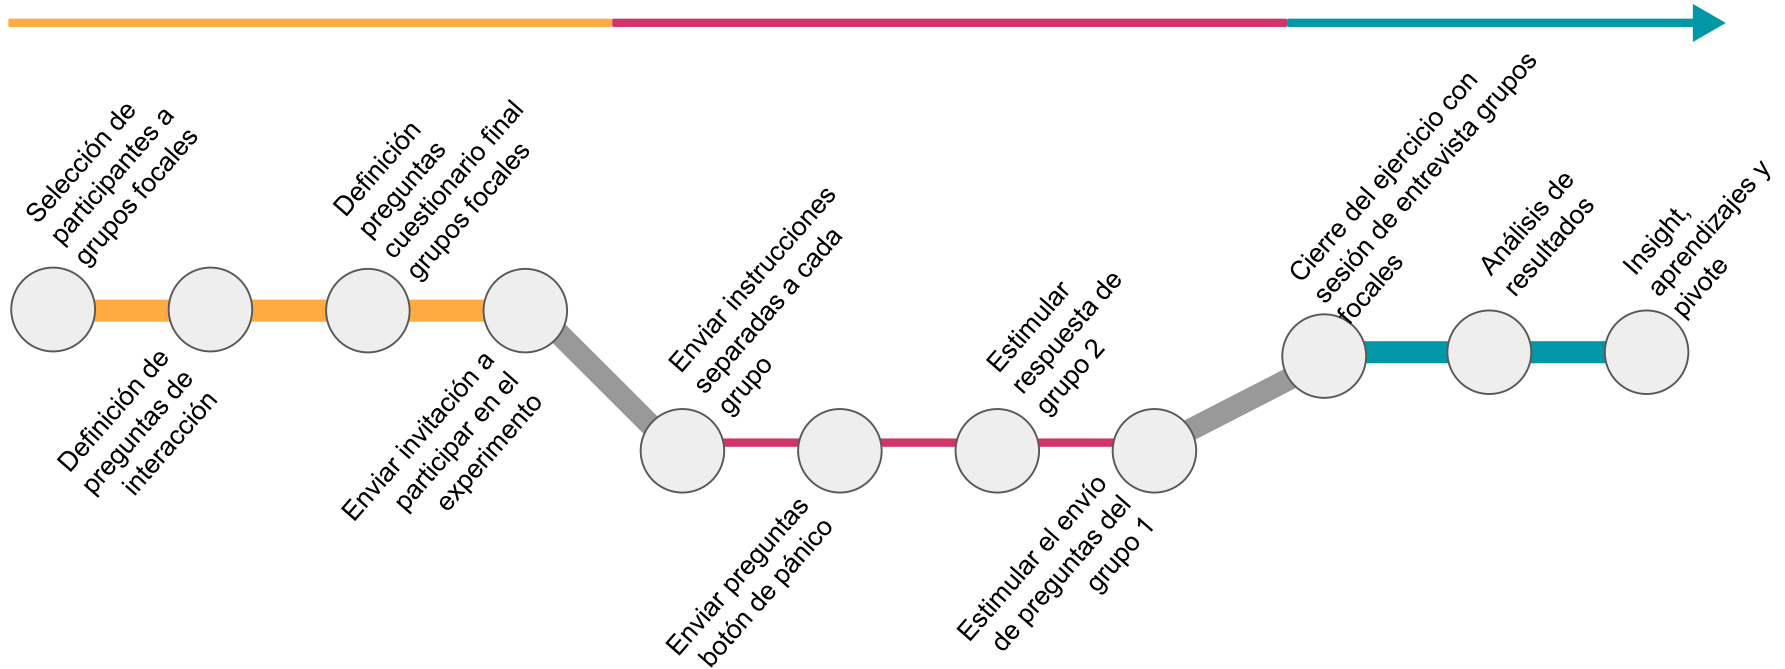 Selección de
participantes a
grupos focales
Definición de
preguntas de
interacción
Definición
preguntas
cuestionario final
grupos focales
Enviar invitación a
participar en el
experimento
Enviar instrucciones
separadas a cada
grupo
Enviar preguntas
botón de pánico
Estimular
respuesta de
grupo 2
Estimular el envío
de preguntas del
grupo 1
Cierre del ejercicio con
sesión de entrevista grupos
focales
Análisis de
resultados
Insight,
aprendizajes y
pivote